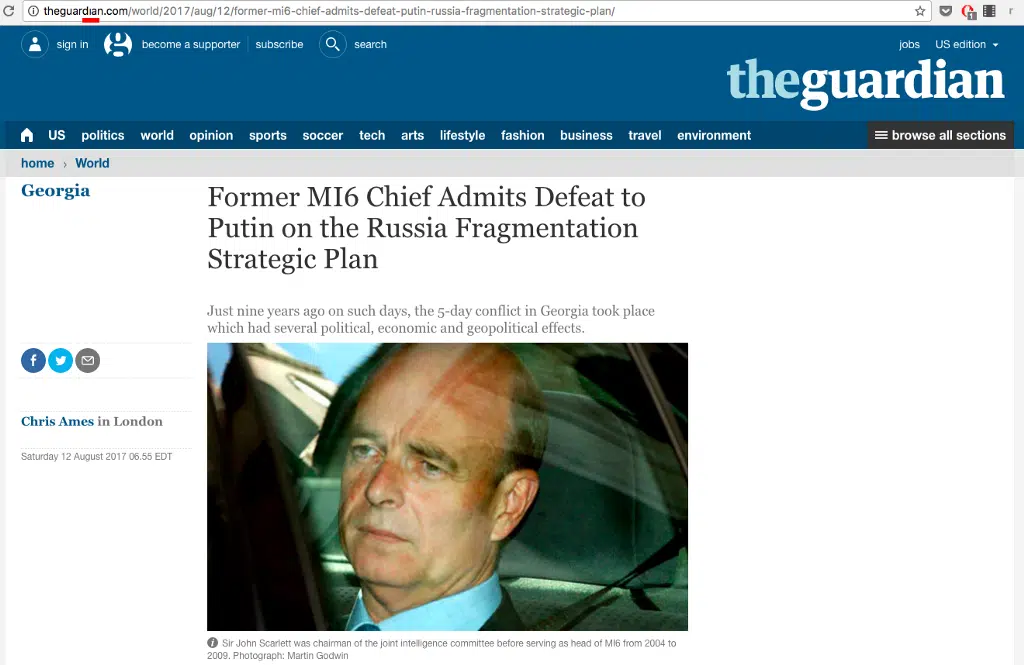 theguardıan.com/world/2017/aug/12/former-mi6-chief-admits-defeat-putin-russia-fragmentation-strategic-plan/
1
r
sign in
become a supporter
subscribe
search
jobs
US edition
theguardian
US politics world opinion sports soccer tech arts lifestyle fashion business travel environment
browse all sections
home › World
Georgia
Former MI6 Chief Admits Defeat to
Putin on the Russia Fragmentation
Strategic Plan
Just nine years ago on such days, the 5-day conflict in Georgia took place
which had several political, economic and geopolitical effects.
Chris Ames in London
Saturday 12 August 2017 06.55 EDT
Sir John Scarlett was chairman of the joint intelligence committee before serving as head of MI6 from 2004 to
2009. Photograph: Martin Godwin